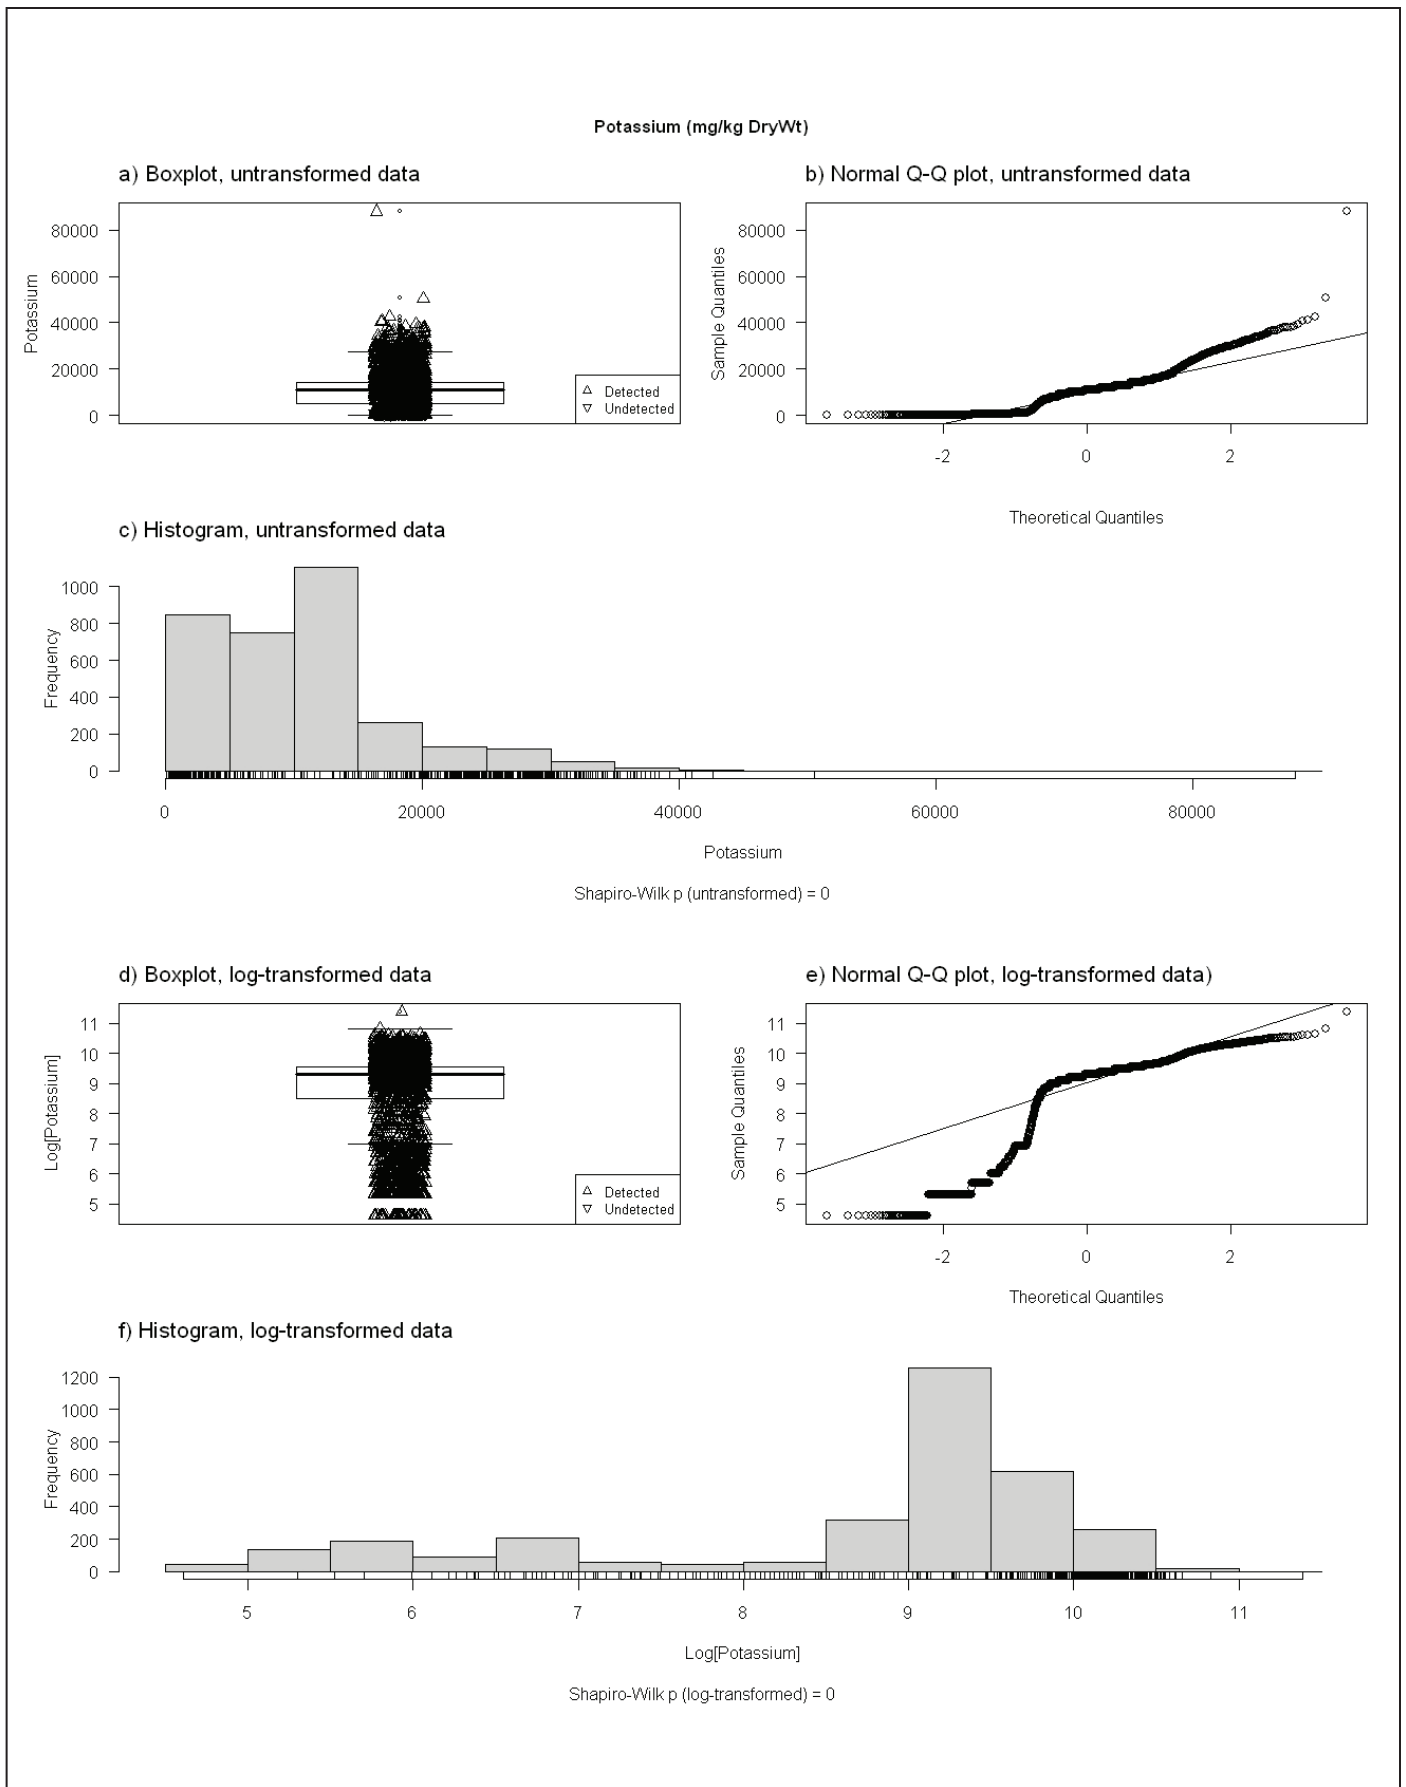 Potassium (mg/kg DryWt)
a) Boxplot, untransformed data
Potassium
80000
60000
40000
20000
0
Detected
Undetected
b) Normal Q-Q plot, untransformed data
Sample Quantiles
80000
60000
40000
20000
0
-2 0 2
Theoretical Quantiles
c) Histogram, untransformed data
Frequency
1000
800
600
400
200
0
0 20000 40000 60000 80000
Potassium
Shapiro-Wilk p (untransformed) = 0
d) Boxplot, log-transformed data
Log[Potassium]
11
10
9
8
7
6
5
Detected
Undetected
e) Normal Q-Q plot, log-transformed data)
Sample Quantiles
11
10
9
8
7
6
5
-2 0 2
Theoretical Quantiles
f) Histogram, log-transformed data
Frequency
1200
1000
800
600
400
200
0
5 6 7 8 9 10 11
Log[Potassium]
Shapiro-Wilk p (log-transformed) = 0